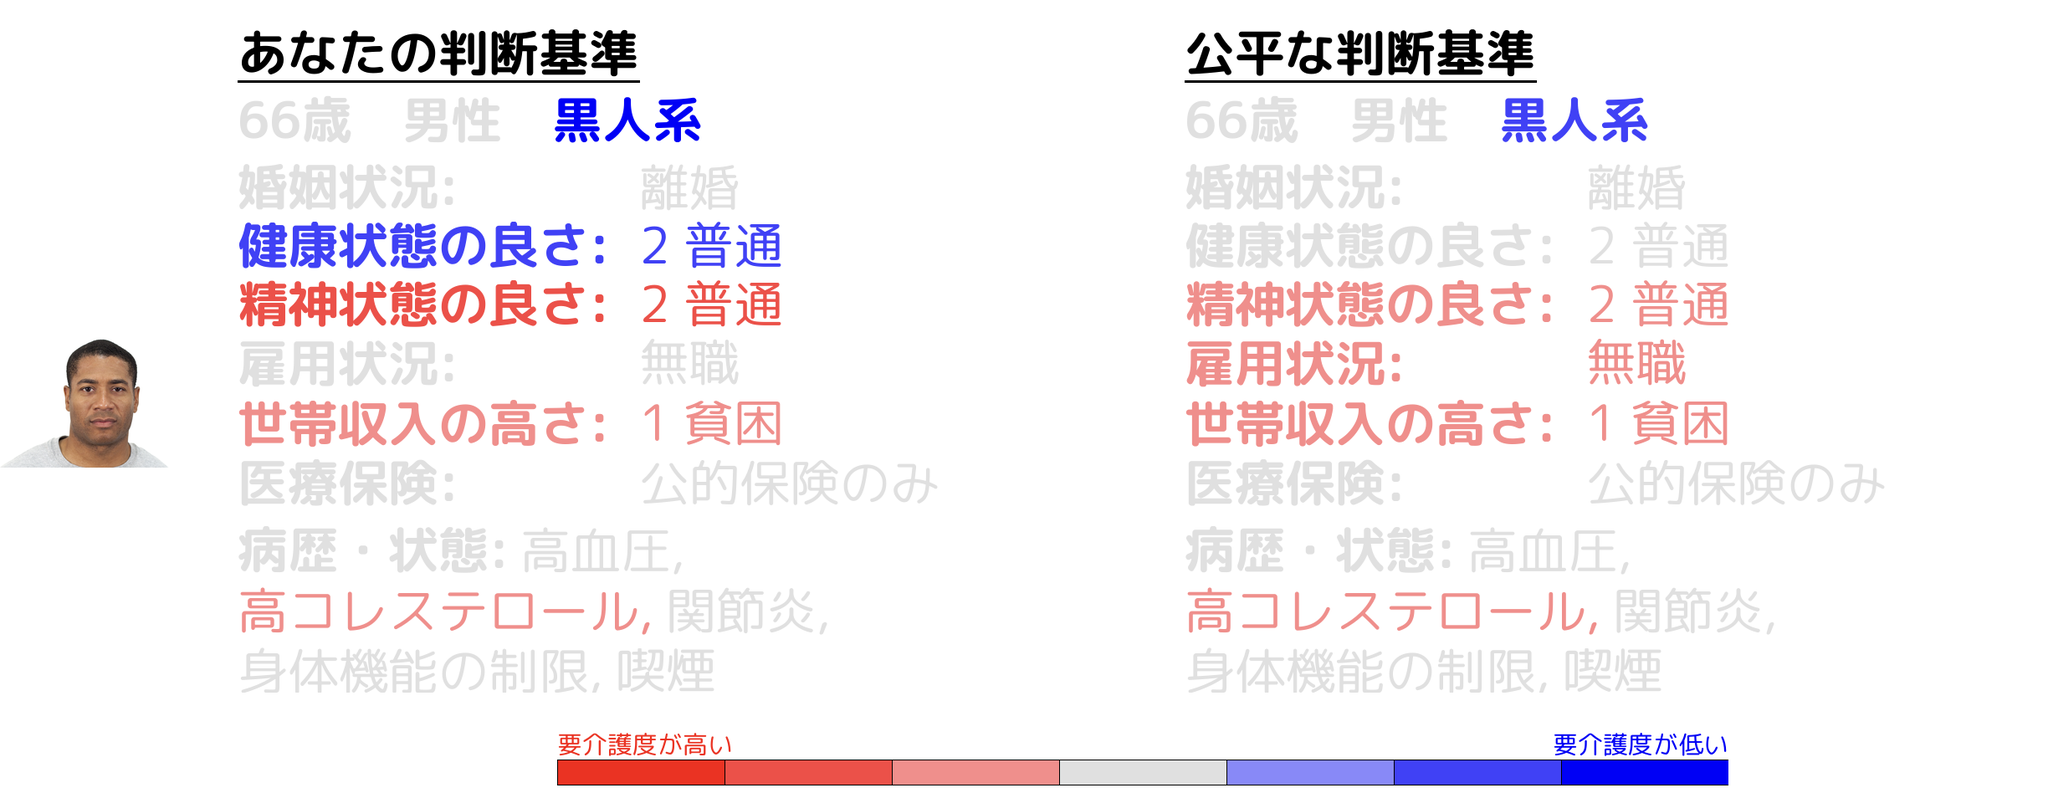 あなたの判断基準
66歳 男性 黒人系
婚姻状況: 離婚
健康状態の良さ: 2 普通
精神状態の良さ: 2 普通
雇用状況: 無職
世帯収入の高さ: 1 貧困
医療保険: 公的保険のみ
病歴・状態: 高血圧,
高コレステロール, 関節炎,
身体機能の制限, 喫煙
公平な判断基準
66歳 男性 黒人系
婚姻状況: 離婚
健康状態の良さ: 2 普通
精神状態の良さ: 2 普通
雇用状況: 無職
世帯収入の高さ: 1 貧困
医療保険: 公的保険のみ
病歴・状態: 高血圧,
高コレステロール, 関節炎,
身体機能の制限, 喫煙
要介護度が高い
要介護度が低い